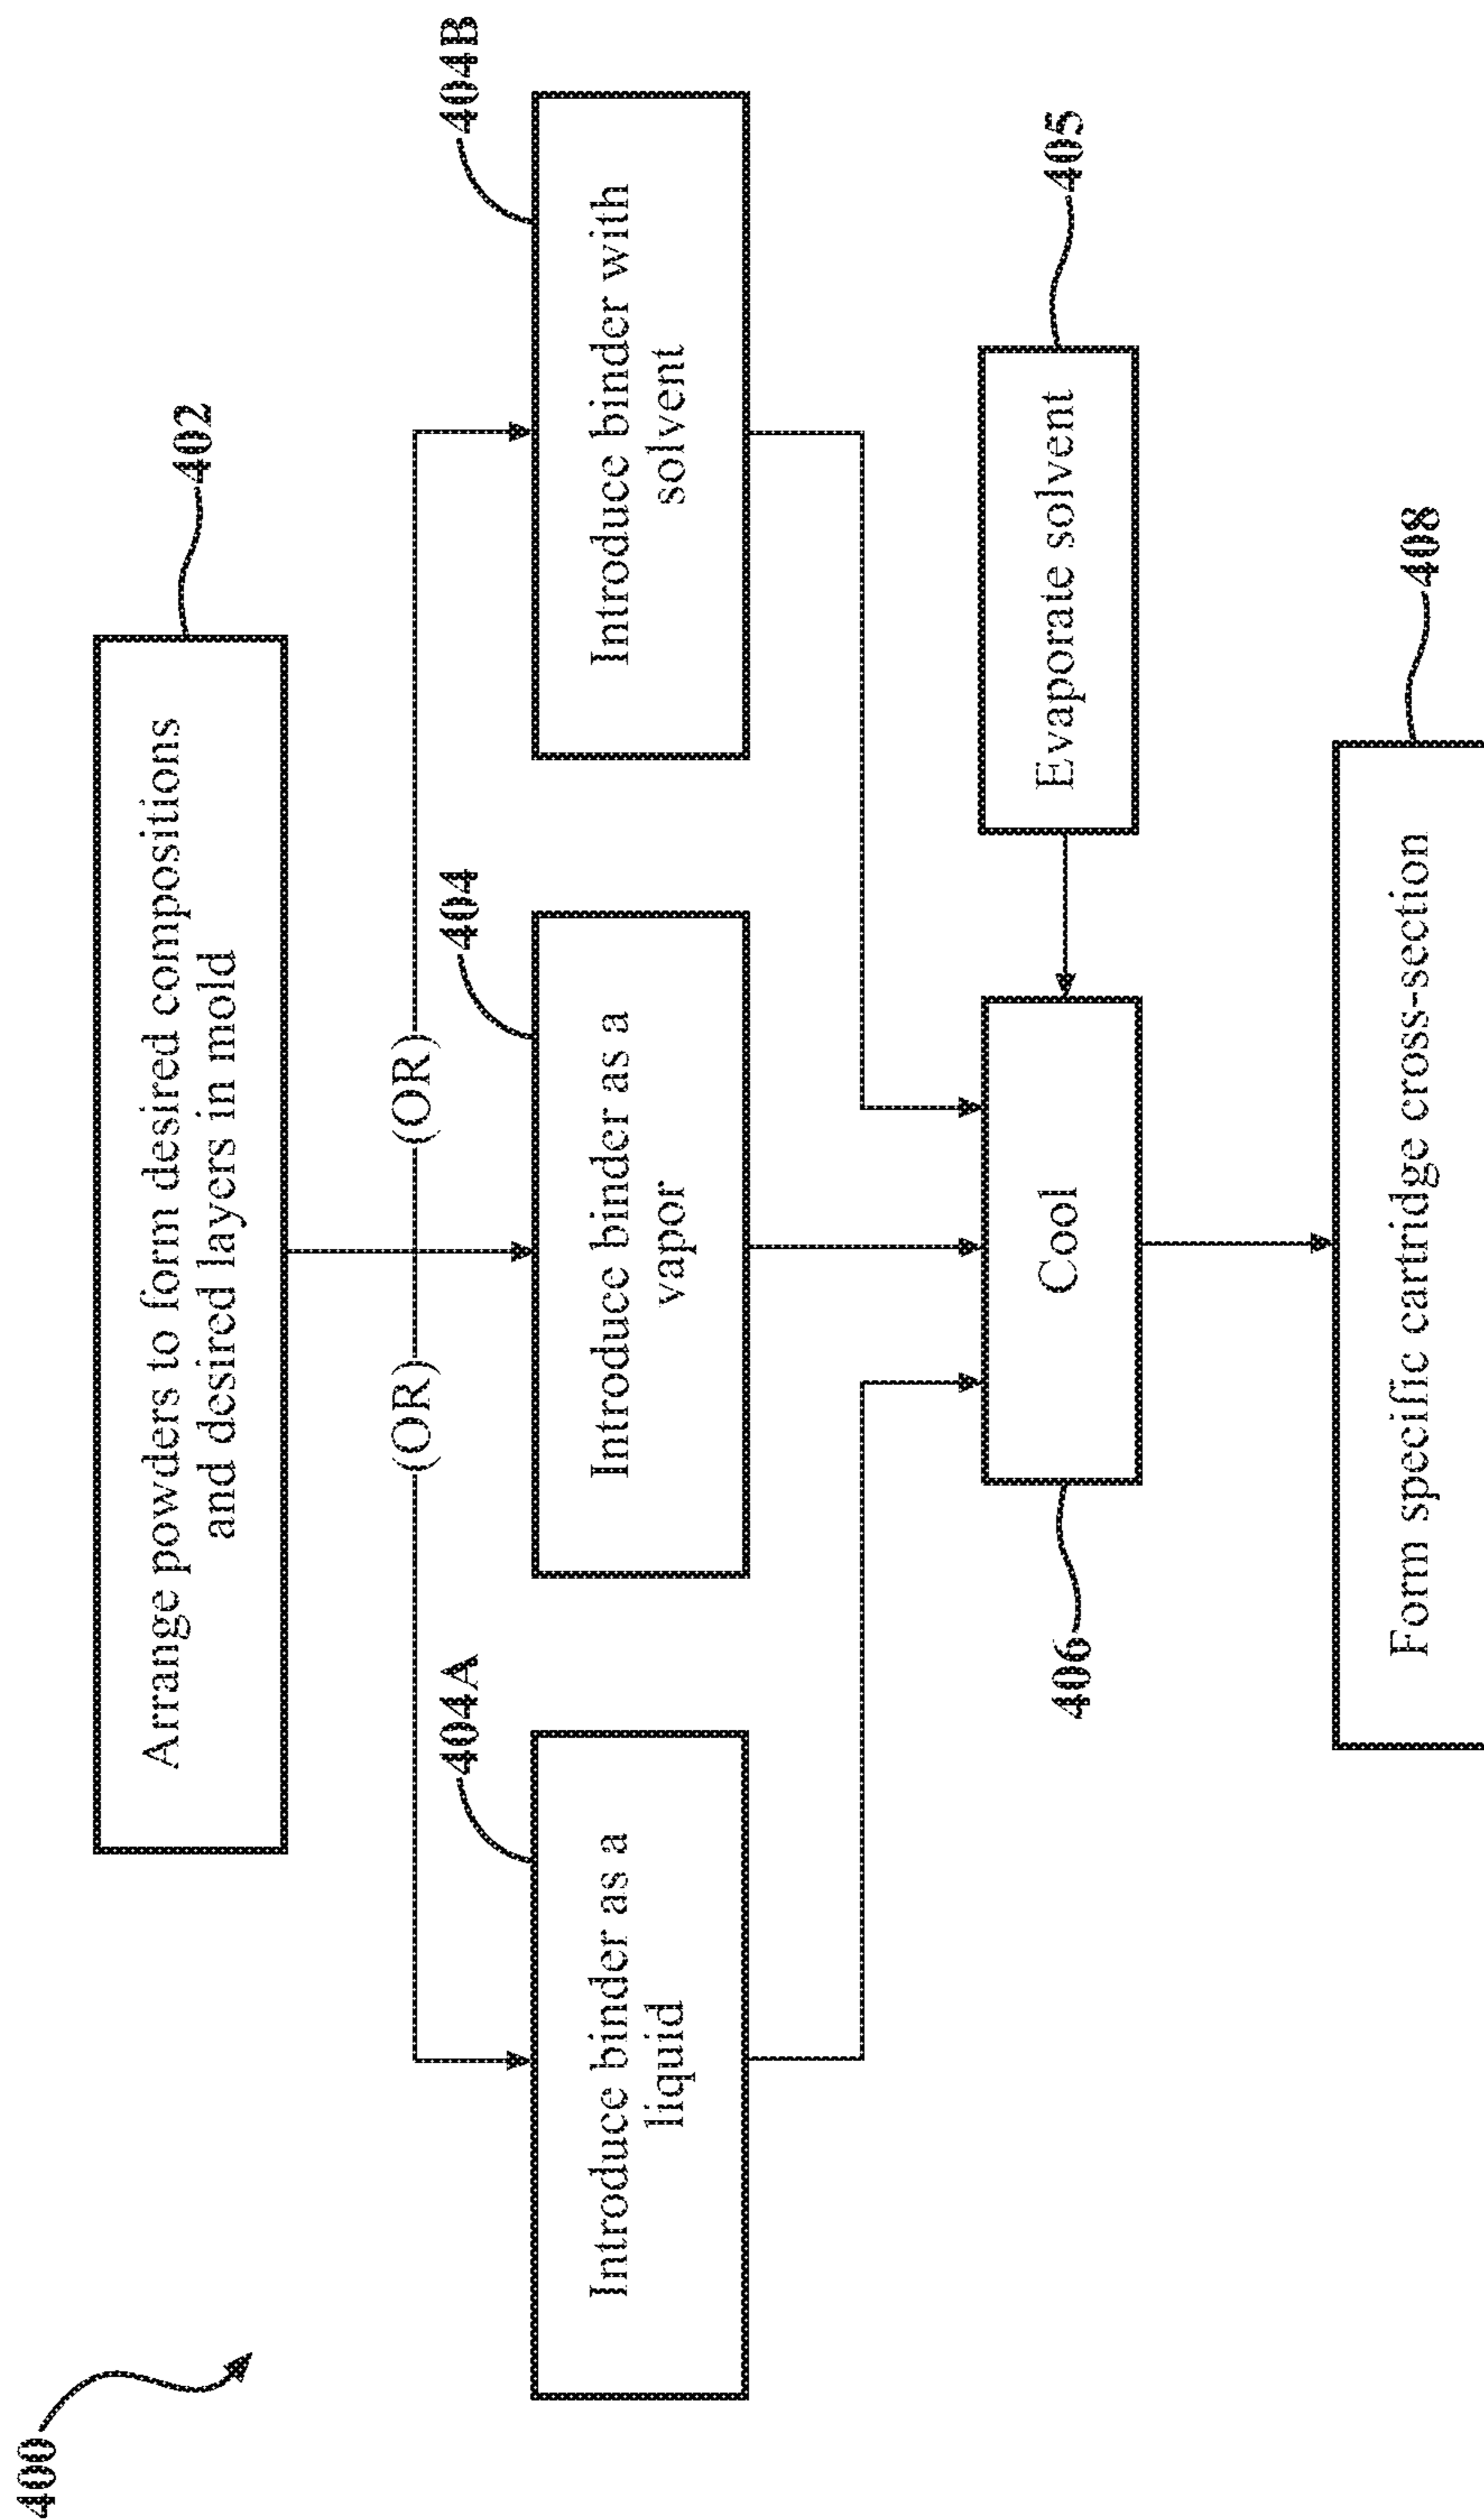 400
402
Arrange powders to form desired compositions
and desired layers in mold
(OR)
(OR)
404A
404
404B
Introduce binder as a
liquid
Introduce binder as a
vapor
Introduce binder with
solvent
406
Cool
405
Evaporate solvent
408
Form specific cartridge cross-section